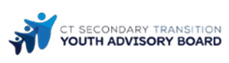 CT SECONDARY TRANSITION
YOUTH ADVISORY BOARD